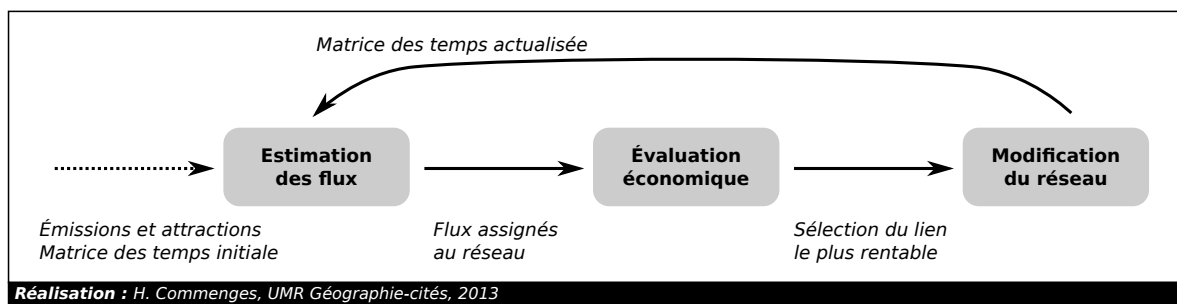 Matrice des temps actualisée
Estimation
des flux
Évaluation
économique
Modification
du réseau
Émissions et attractions
Matrice des temps initiale
Flux assignés
au réseau
Sélection du lien
le plus rentable
Réalisation : H. Commenges, UMR Géographie-cités, 2013